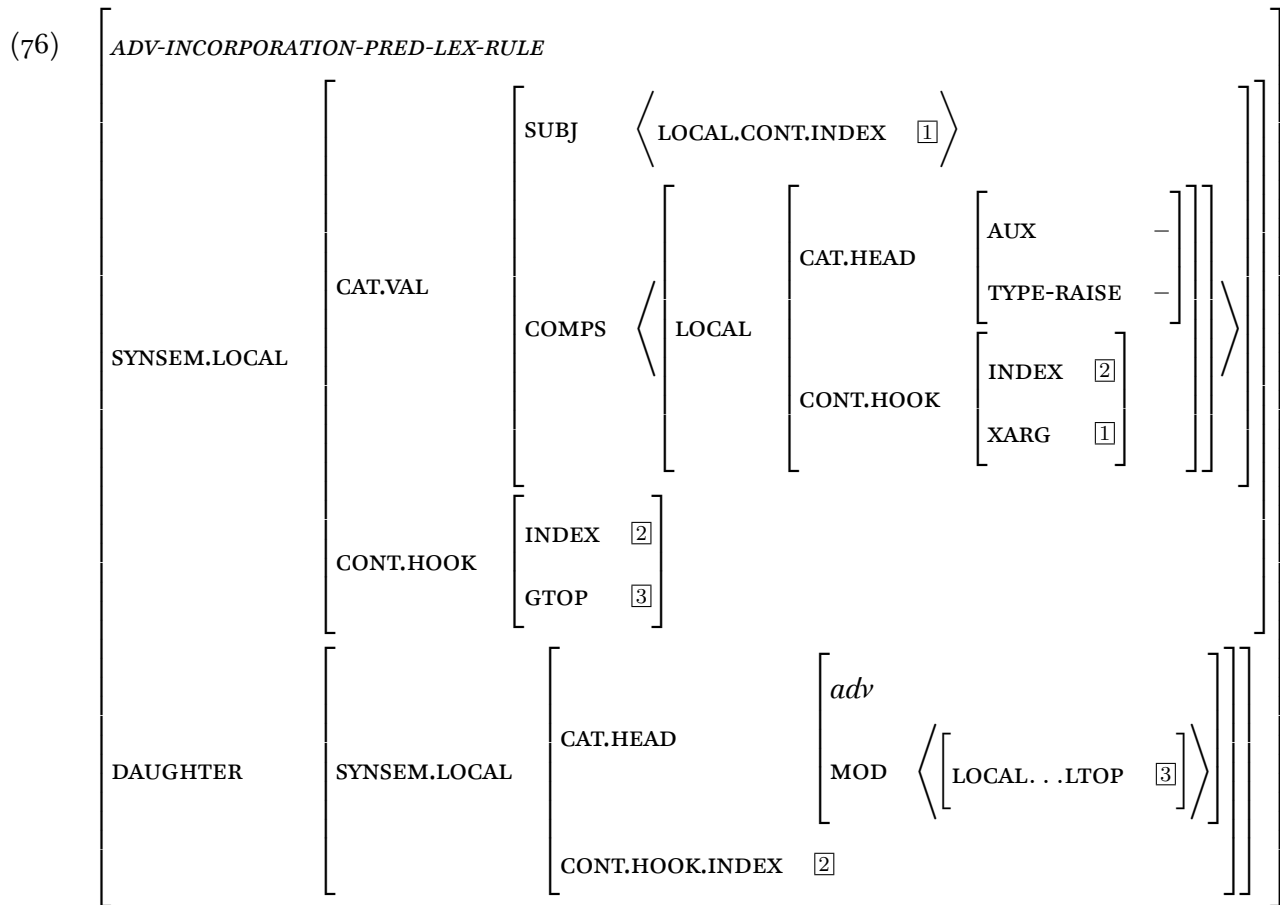 (76) ADV-INCORPORATION-PRED-LEX-RULE
SUBJ ⟨ LOCAL.CONT.INDEX 1 ⟩
AUX –
CAT.HEAD
TYPE-RAISE –
CAT.VAL
COMPS ⟨ LOCAL
SYNSEM.LOCAL
INDEX 2
CONT.HOOK
XARG 1
INDEX 2
CONT.HOOK
GTOP 3
adv
CAT.HEAD
DAUGHTER SYNSEM.LOCAL MOD ⟨ LOCAL. . .LTOP 3 ⟩
CONT.HOOK.INDEX 2